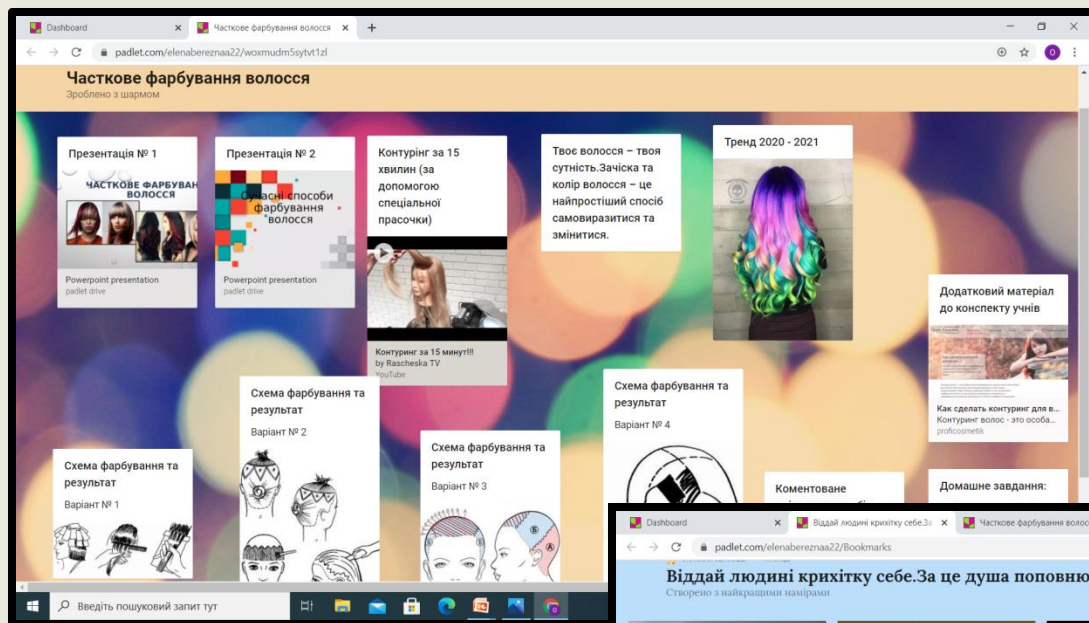 Dashboard
Часткове фарбування волосся
padlet.com/elenabereznaa22/woxmudm5sytvt1zl
O
Часткове фарбування волосся
Зроблено з шармом
Презентація № 1
ЧАСТКОВЕ ФАРБУВАН
ВОЛОССЯ
Powerpoint presentation
padlet drive
Презентація № 2
Сучасні способи
фарбування
волосся
Powerpoint presentation
padlet drive
Контурінг за 15
хвилин (за
допомогою
спеціальної
прасочки)
Контуринг за 15 минут!!!
by Rascheska TV
YouTube
Твоє волосся – твоя
сутність.Зачіска та
колір волосся – це
найпростіший спосіб
самовиразитися та
змінитися.
Тренд 2020 - 2021
Додатковий матеріал
до конспекту учнів
Как сделать контуринг для в...
Контуринг волос - это особа...
proficosmetik
Схема фарбування та
результат
Варіант № 1
Схема фарбування та
результат
Варіант № 2
Схема фарбування та
результат
Варіант № 3
Б
Б
А
Схема фарбування та
результат
Варіант № 4
Коментоване
Домашне завдання:
Введіть пошуковий запит тут
Dashboard
Віддай людині крихітку себе.За
Часткове фарбування волосс
padlet.com/elenabereznaa22/Bookmarks
Віддай людині крихітку себе.За це душа поповню
Створено з найкращими намірами